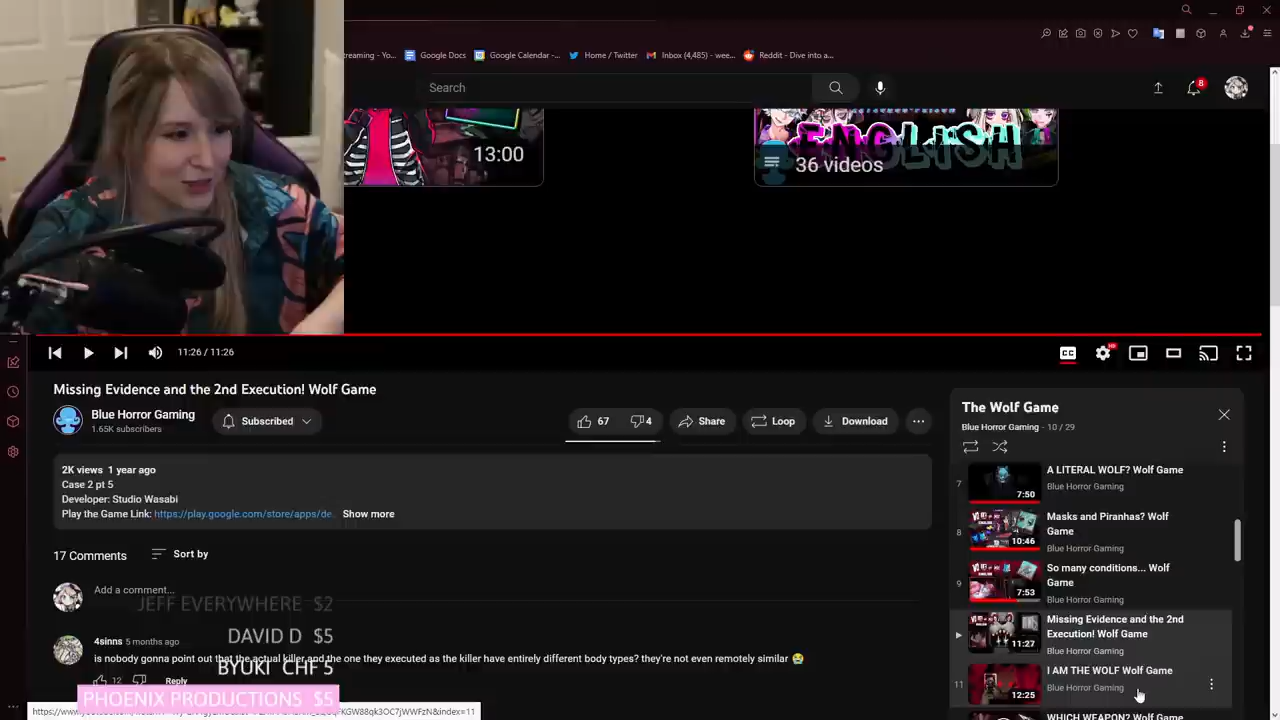 streaming - Yo...
Google Docs
Google Calendar -...
Home / Twitter
Inbox (4,485) - wee...
Reddit - Dive into a...
Search
8
13:00
ENGLISH
36 videos
11:26 / 11:26
CC
HD
Missing Evidence and the 2nd Execution! Wolf Game
Blue Horror Gaming
1.65K subscribers
Subscribed
67
4
Share
Loop
Download
2K views 1 year ago
Case 2 pt 5
Developer: Studio Wasabi
Play the Game Link: https://play.google.com/store/apps/de...
Show more
17 Comments
Sort by
Add a comment...
JEFF EVERYWHERE $2
DAVID D $5
BYUKI CHF 5
PHOENIX PRODUCTIONS $5
4sinns 5 months ago
is nobody gonna point out that the actual killer and the one they executed as the killer have entirely different body types? they're not even remotely similar 😭
12
Reply
The Wolf Game
Blue Horror Gaming - 10 / 29
7
7:50
A LITERAL WOLF? Wolf Game
Blue Horror Gaming
8
10:46
Masks and Piranhas? Wolf
Game
Blue Horror Gaming
9
7:53
So many conditions... Wolf
Game
Blue Horror Gaming
11:27
Missing Evidence and the 2nd
Execution! Wolf Game
Blue Horror Gaming
11
12:25
I AM THE WOLF Wolf Game
Blue Horror Gaming
WHICH WEAPON? Wolf Game